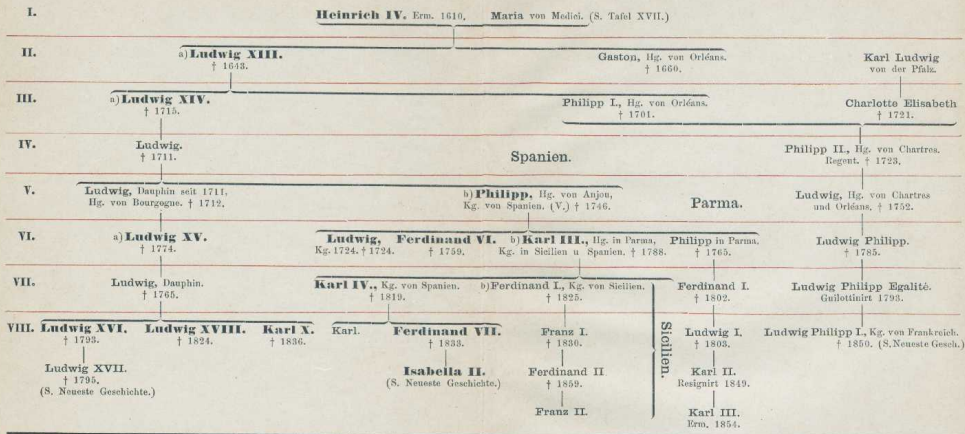 I. Heinrich IV. Erm. 1610, Maria von Medici. (S. Tafel XVII.)
II. a) Ludwig XIII. Gaston, Hg. von Orléans. Karl Ludwig
† 1643. † 1660. von der Pfalz.
III. a) Ludwig XIV. Philipp I., Hg. von Orléans. Charlotte Elisabeth
† 1715. † 1701. † 1721.
IV. Ludwig. Spanien. Philipp II., Hg. von Chartres.
† 1711. Regent. † 1723.
V. Ludwig, Dauphin seit 1711, b) Philipp, Hg. von Anjou, Parma. Ludwig, Hg. von Chartres
Hg. von Bourgogne. † 1712. Kg. von Spanien. (V.) † 1746. und Orléans. † 1752.
VI. a) Ludwig XV. Ludwig, Ferdinand VI. b) Karl III., Hg. in Parma, Philipp in Parma. Ludwig Philipp.
† 1774. Kg. 1724. † 1724. † 1759. Kg. in Sicilien u Spanien. † 1788. † 1765. † 1785.
VII. Ludwig, Dauphin. Karl IV., Kg. von Spanien. b) Ferdinand I., Kg. von Sicilien. Ferdinand I. Ludwig Philipp Egalité.
† 1765. † 1819. † 1825. † 1802. Guillotinirt 1793.
VIII. Ludwig XVI. Ludwig XVIII. Karl X. Karl. Ferdinand VII. Franz I. Sicilien. Ludwig I. Ludwig Philipp I., Kg. von Frankreich.
† 1793. † 1824. † 1836. † 1833. † 1830. † 1803. † 1850. (S. Neueste Gesch.)
Ludwig XVII. Isabella II. Ferdinand II Karl II.
† 1795. (S. Neueste Geschichte.) † 1859. Resignirt 1849.
(S. Neueste Geschichte.) Franz II. Karl III.
Erm. 1854.